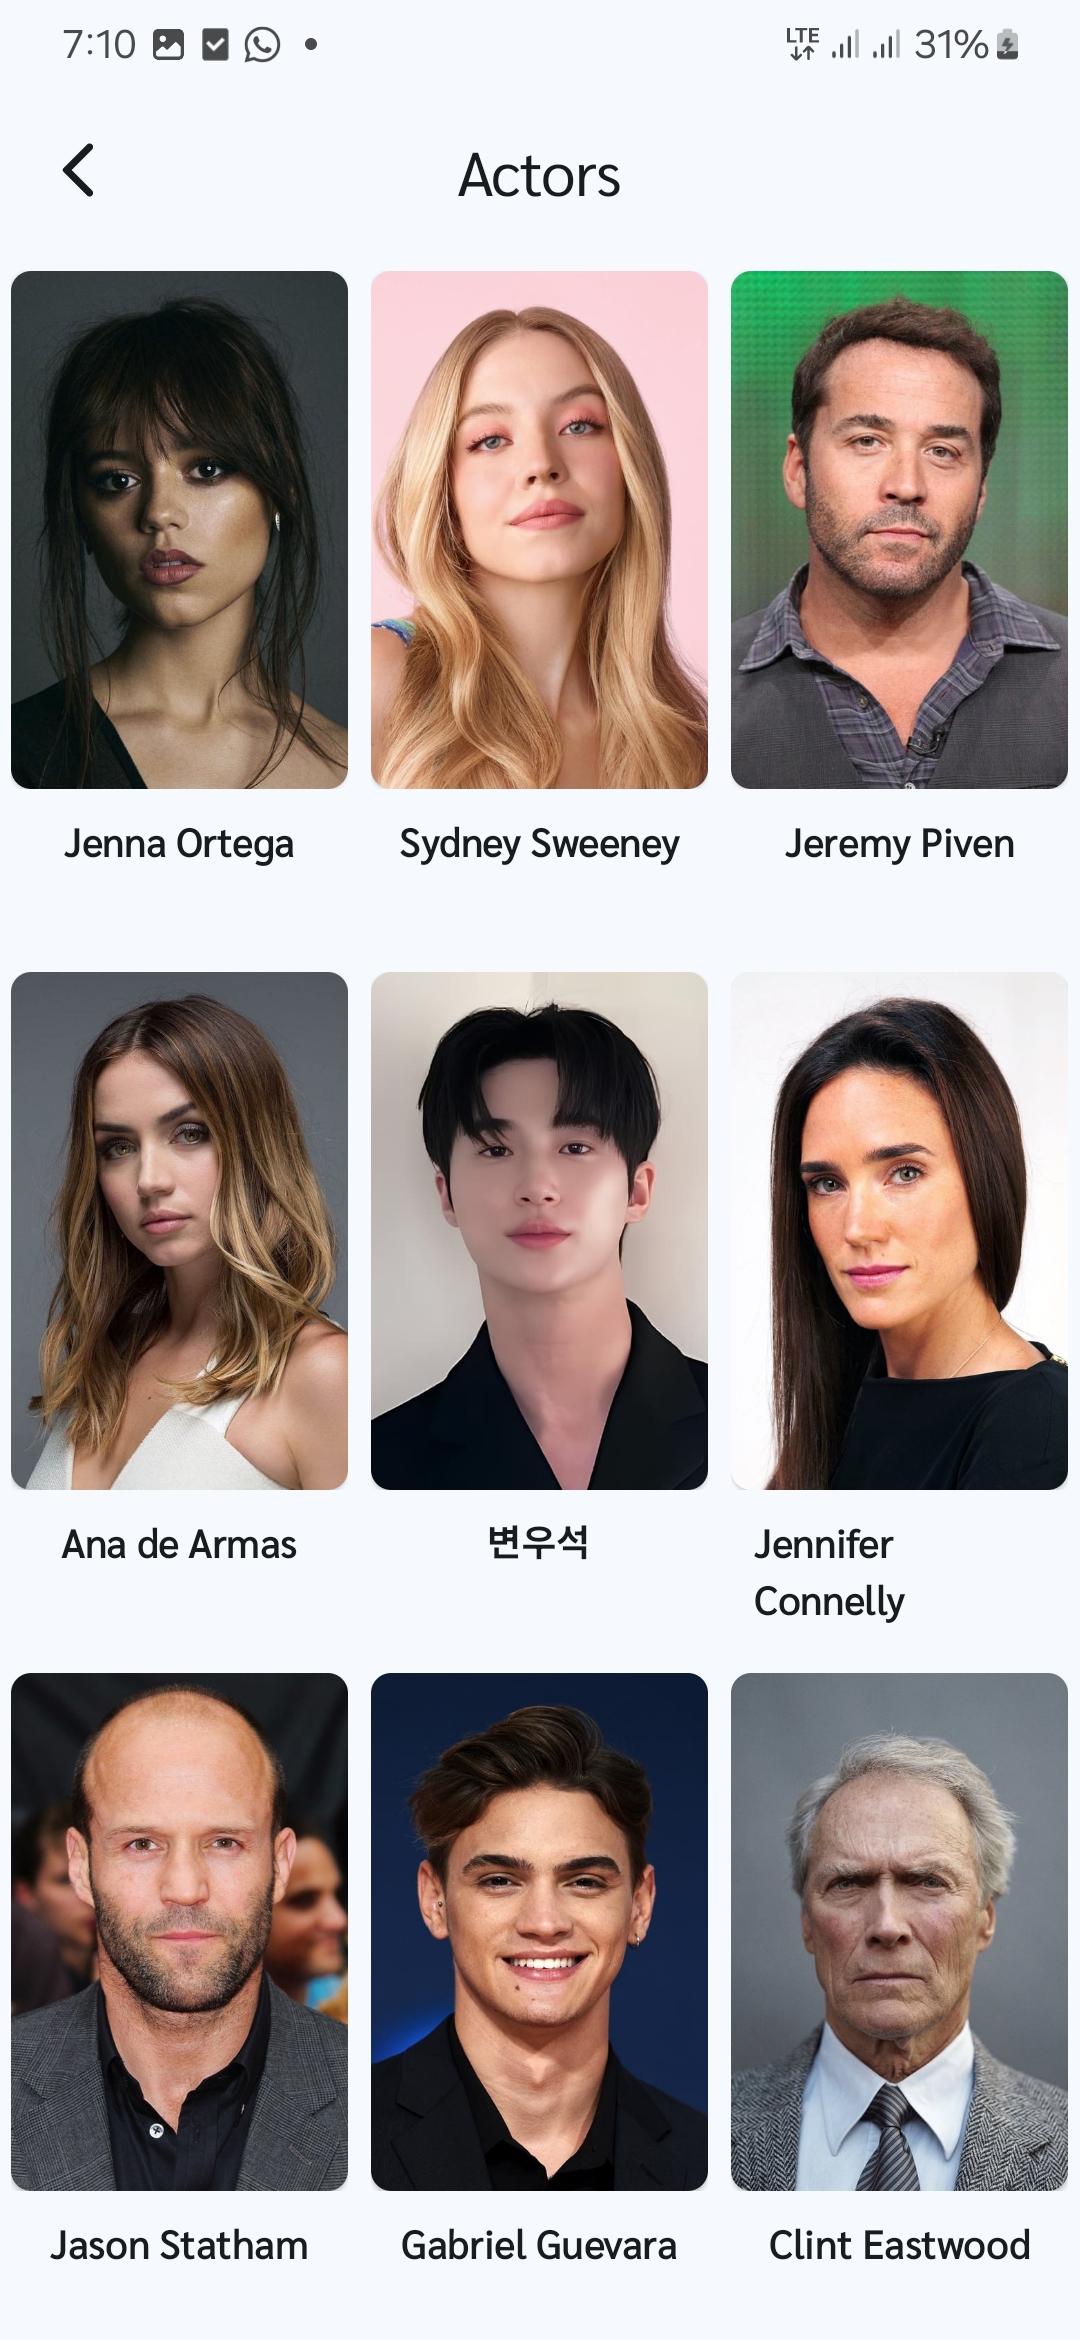 7:10 LTE 31%
Actors
Jenna Ortega Sydney Sweeney Jeremy Piven
Ana de Armas 변우석 Jennifer
Connelly
Jason Statham Gabriel Guevara Clint Eastwood